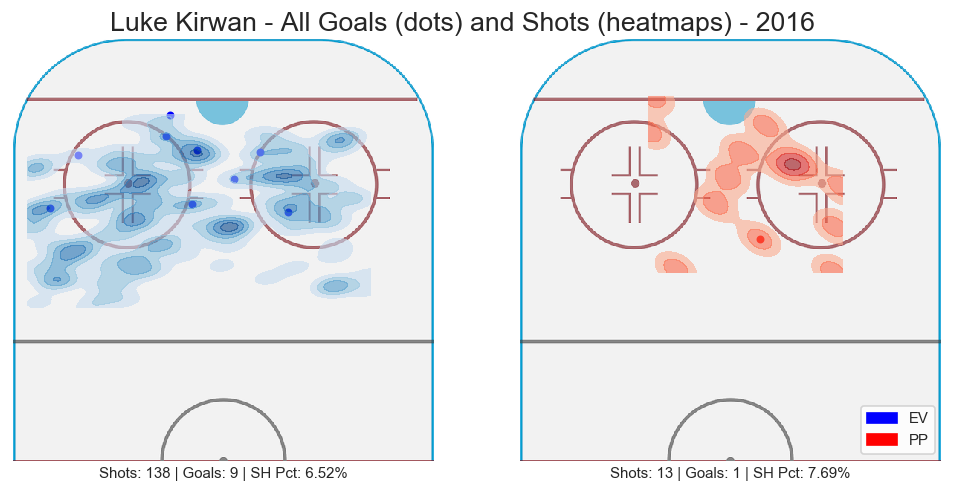 Luke Kirwan - All Goals (dots) and Shots (heatmaps) - 2016
EV
PP
Shots: 138 | Goals: 9 | SH Pct: 6.52%
Shots: 13 | Goals: 1 | SH Pct: 7.69%